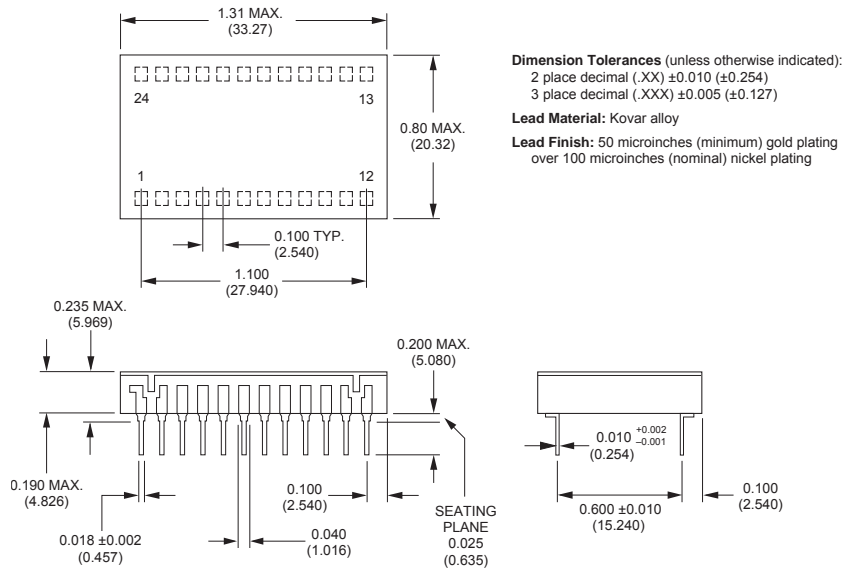 1.31 MAX.
(33.27)
24
13
1
12
0.80 MAX.
(20.32)
0.100 TYP.
(2.540)
1.100
(27.940)
Dimension Tolerances (unless otherwise indicated):
2 place decimal (.XX) ±0.010 (±0.254)
3 place decimal (.XXX) ±0.005 (±0.127)
Lead Material: Kovar alloy
Lead Finish: 50 microinches (minimum) gold plating
over 100 microinches (nominal) nickel plating
0.235 MAX.
(5.969)
0.200 MAX.
(5.080)
0.190 MAX.
(4.826)
0.018 ±0.002
(0.457)
0.040
(1.016)
0.100
(2.540)
SEATING
PLANE
0.025
(0.635)
0.010 +0.002
–0.001
(0.254)
0.600 ±0.010
(15.240)
0.100
(2.540)